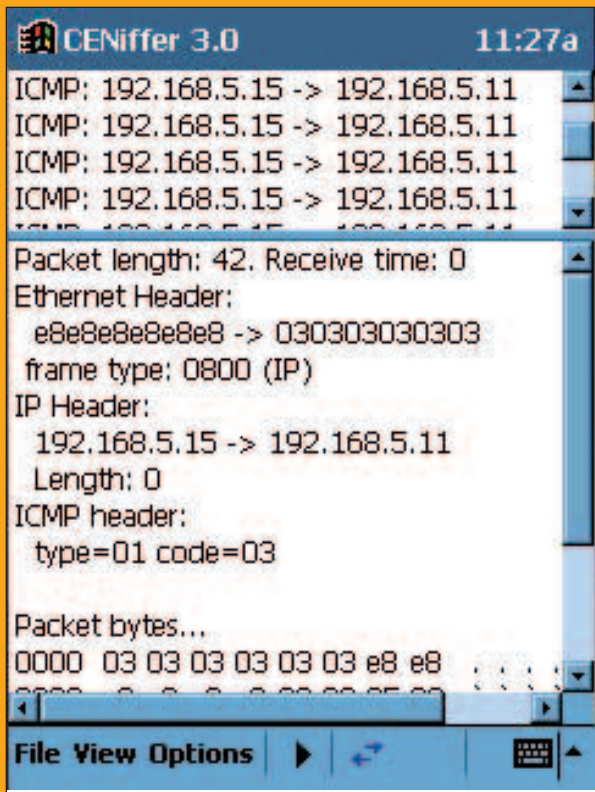 CENiffer 3.0 11:27a
ICMP: 192.168.5.15 -> 192.168.5.11
ICMP: 192.168.5.15 -> 192.168.5.11
ICMP: 192.168.5.15 -> 192.168.5.11
ICMP: 192.168.5.15 -> 192.168.5.11
Packet length: 42. Receive time: 0
Ethernet Header:
e8e8e8e8e8e8 -> 030303030303
frame type: 0800 (IP)
IP Header:
192.168.5.15 -> 192.168.5.11
Length: 0
ICMP header:
type=01 code=03
Packet bytes...
0000 03 03 03 03 03 03 e8 e8 . . . .
File View Options